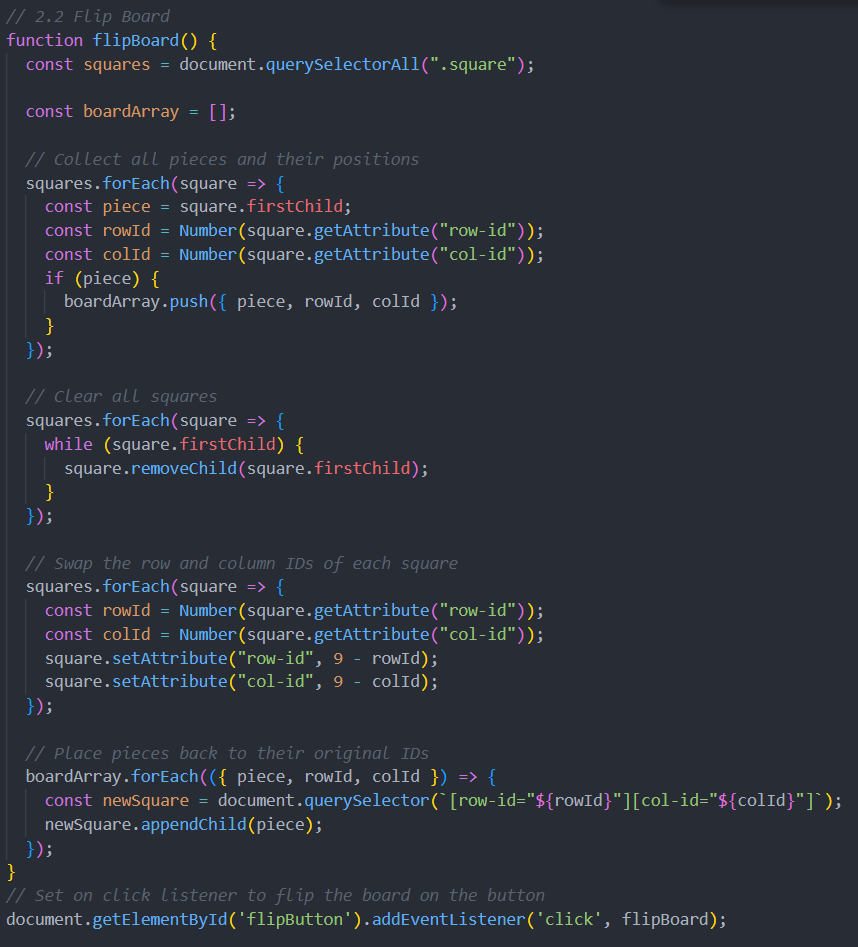 // 2.2 Flip Board
function flipBoard() {
  const squares = document.querySelectorAll(".square");

  const boardArray = [];

  // Collect all pieces and their positions
  squares.forEach(square => {
    const piece = square.firstChild;
    const rowId = Number(square.getAttribute("row-id"));
    const colId = Number(square.getAttribute("col-id"));
    if (piece) {
      boardArray.push({ piece, rowId, colId });
    }
  });

  // Clear all squares
  squares.forEach(square => {
    while (square.firstChild) {
      square.removeChild(square.firstChild);
    }
  });

  // Swap the row and column IDs of each square
  squares.forEach(square => {
    const rowId = Number(square.getAttribute("row-id"));
    const colId = Number(square.getAttribute("col-id"));
    square.setAttribute("row-id", 9 - rowId);
    square.setAttribute("col-id", 9 - colId);
  });

  // Place pieces back to their original IDs
  boardArray.forEach(({ piece, rowId, colId }) => {
    const newSquare = document.querySelector(`[row-id="${rowId}"][col-id="${colId}"]`);
    newSquare.appendChild(piece);
  });
}
// Set on click listener to flip the board on the button
document.getElementById('flipButton').addEventListener('click', flipBoard);